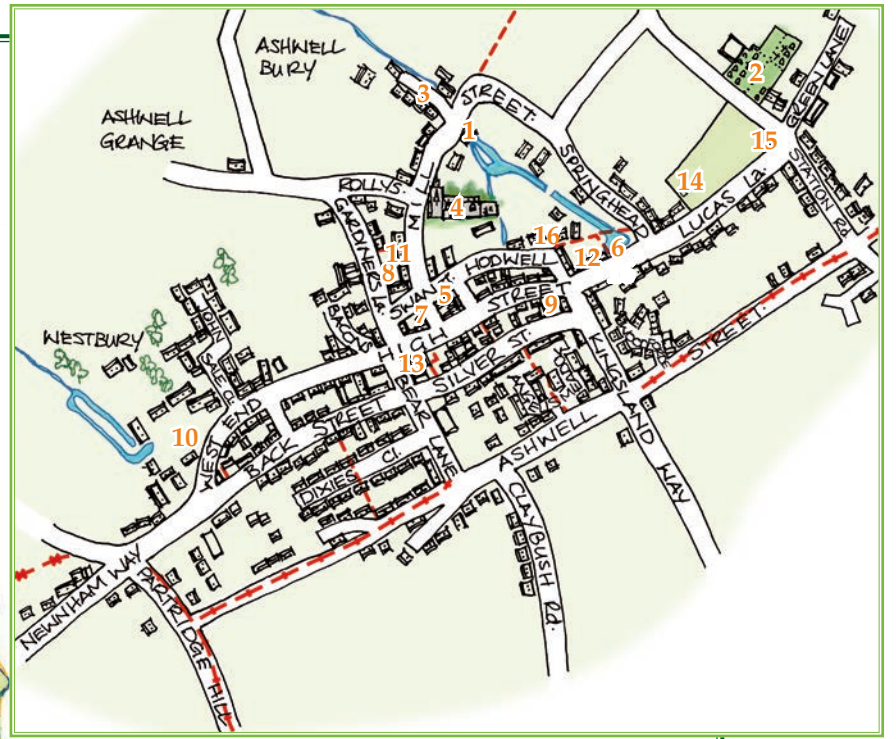 ASHWELL
BURY
ASHWELL
GRANGE
3
STREET.
1
2
GREEN LANE
15
STATION Rd.
SPRINGHEAD
14
LUCAS La.
ROLLYS.
MILL
4
GARDINERS La.
11
8
16
HODWELL
12
6
SWAN St.
5
7
HIGH
STREET
9
WESTBURY
JOHN
SALE Cl.
13
BEAR
LANE
SILVER ST.
KINGSLAND
WAY
10
WEST END
BACK
STREET
DIXIES
Cl.
ASHWELL
STREET.
CLAYBUSH Rd.
NEWNHAM WAY
PARTRIDGE HILL